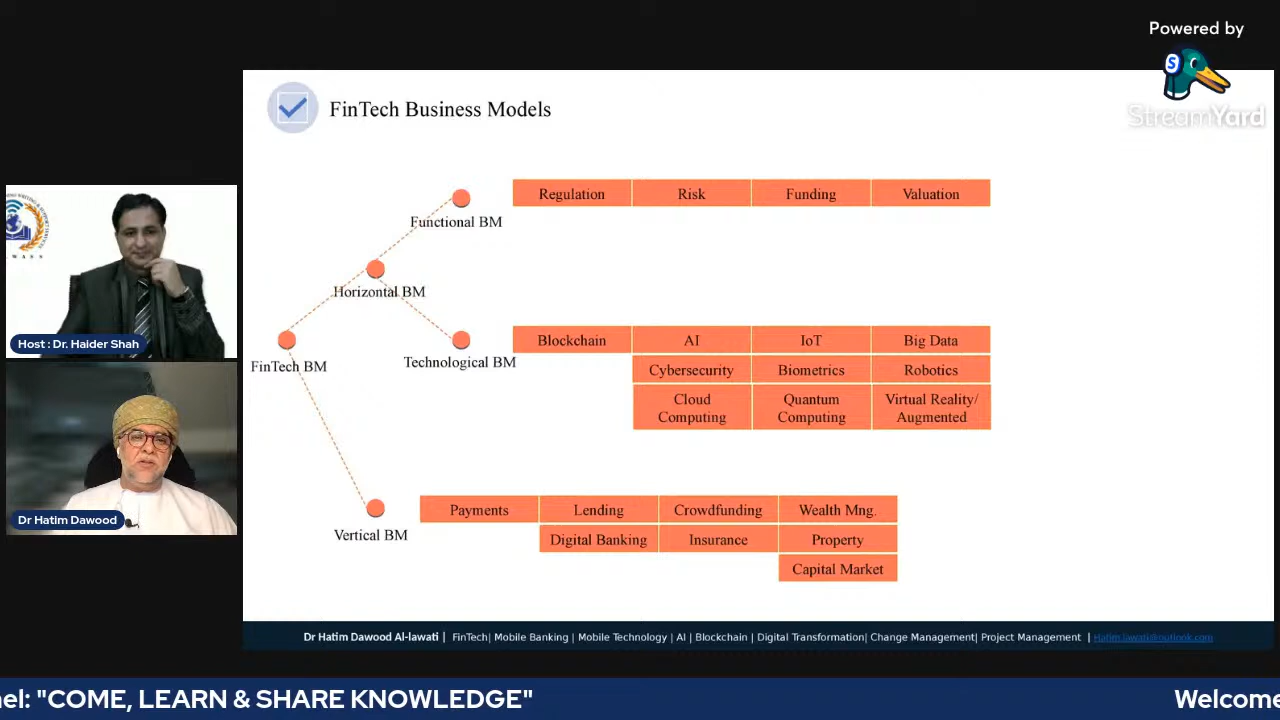 Powered by
S
StreamYard
FinTech Business Models
Regulation Risk Funding Valuation
Functional BM
Horizontal BM
Blockchain AI IoT Big Data
Technological BM
FinTech BM
Cybersecurity Biometrics Robotics
Cloud Computing Quantum Computing Virtual Reality/ Augmented
Payments Lending Crowdfunding Wealth Mng.
Vertical BM
Digital Banking Insurance Property
Capital Market
Host : Dr. Haider Shah
Dr Hatim Dawood
Dr Hatim Dawood Al-lawati | FinTech| Mobile Banking | Mobile Technology | AI | Blockchain | Digital Transformation| Change Management| Project Management | Hatim.lawati@outlook.com
nel: "COME, LEARN & SHARE KNOWLEDGE" Welcome